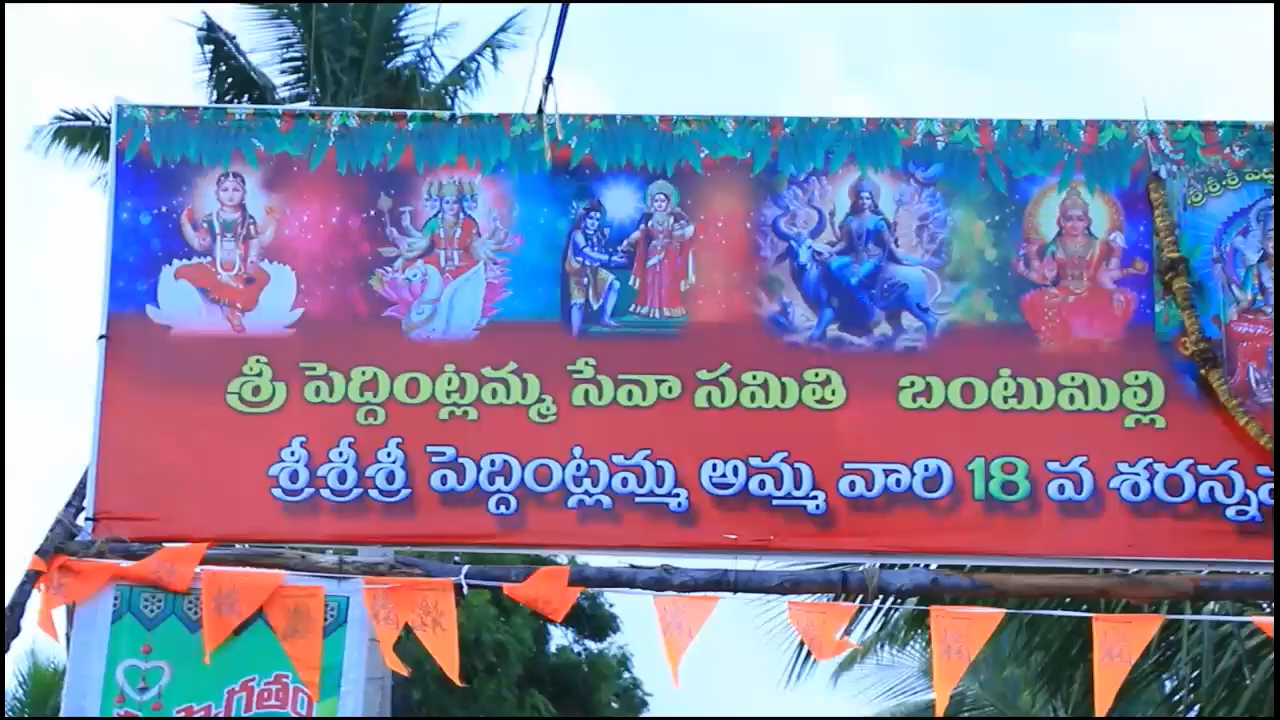 శ్రీ పెద్దింట్లమ్మ సేవా సమితి బంటుమిల్లి
శ్రీశ్రీశ్రీ పెద్దింట్లమ్మ అమ్మ వారి 18 వ
శ్రీశ్రీశ్రీ